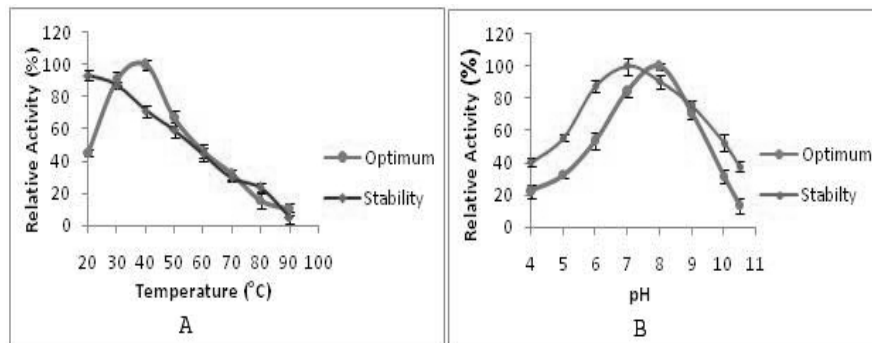 Relative Activity (%)
120
100
80
60
40
20
0
20 30 40 50 60 70 80 90 100
Temperature (°C)
Optimum
Stability
A
Relative Activity (%)
120
100
80
60
40
20
0
4 5 6 7 8 9 10 11
pH
Optimum
Stabilty
B